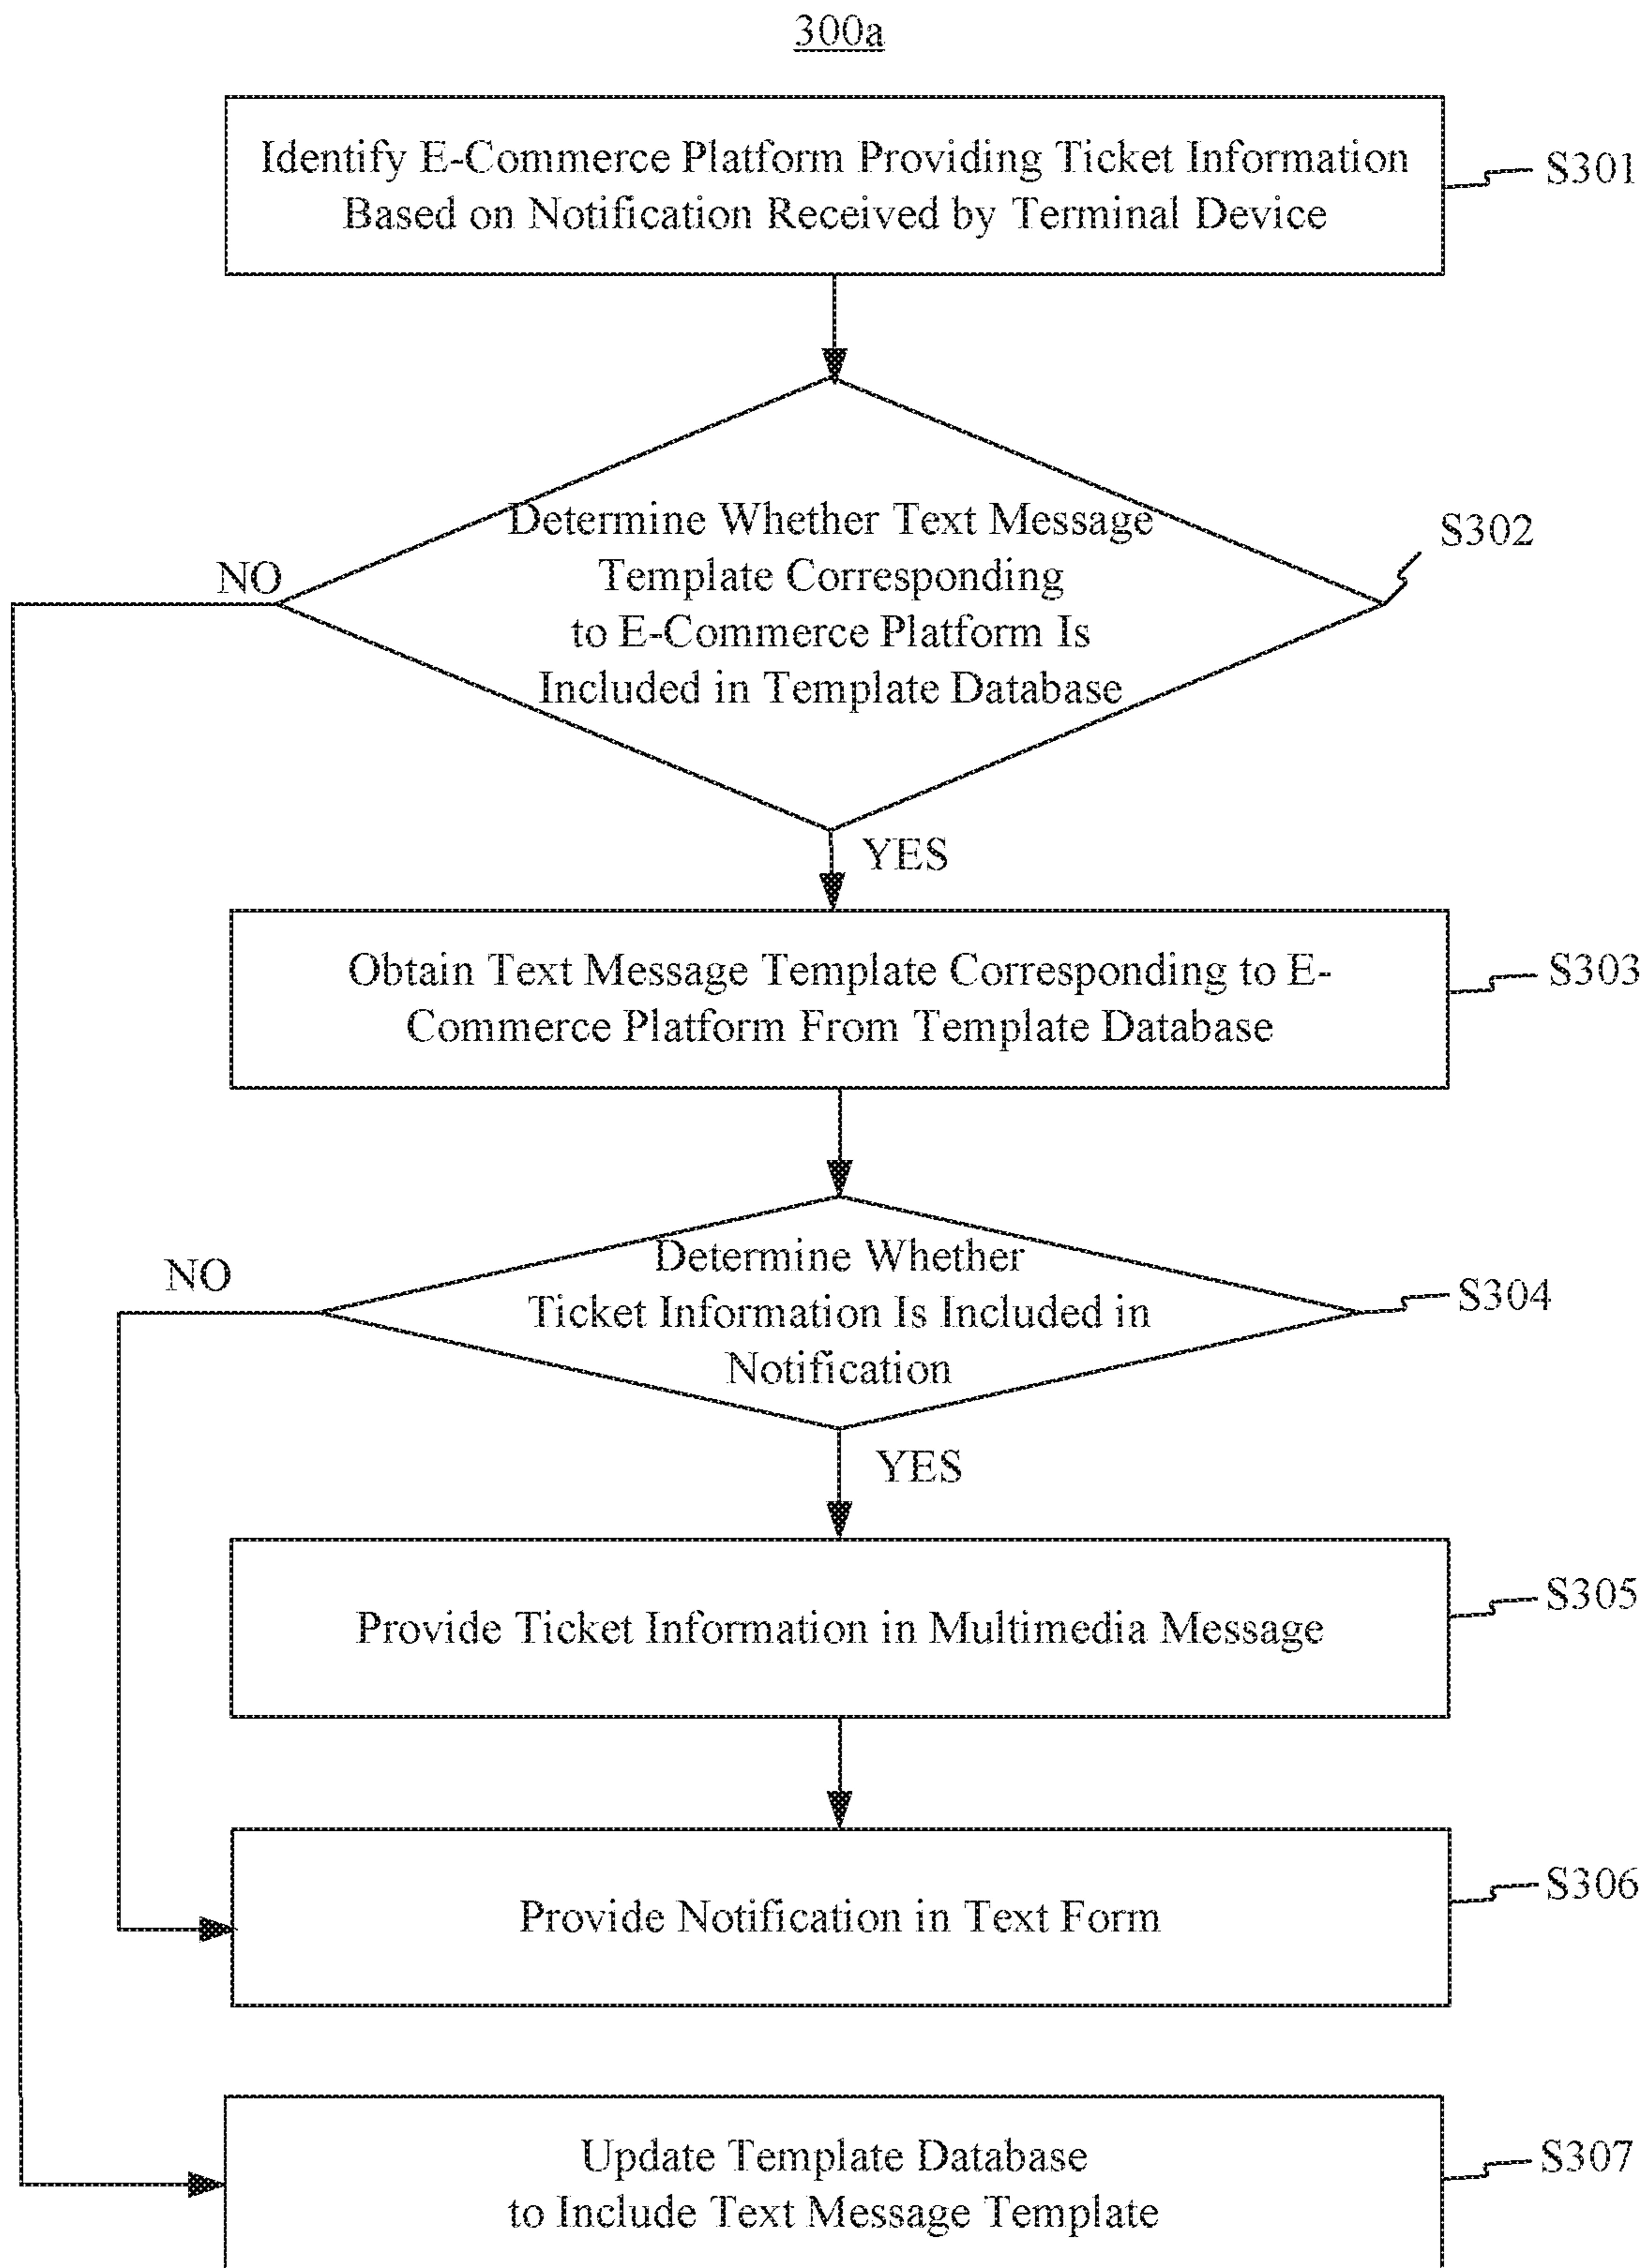 300a
Identify E-Commerce Platform Providing Ticket Information
Based on Notification Received by Terminal Device
S301
Determine Whether Text Message
Template Corresponding
to E-Commerce Platform Is
Included in Template Database
S302
NO
YES
Obtain Text Message Template Corresponding to E-
Commerce Platform From Template Database
S303
Determine Whether
Ticket Information Is Included in
Notification
S304
NO
YES
Provide Ticket Information in Multimedia Message
S305
Provide Notification in Text Form
S306
Update Template Database
to Include Text Message Template
S307